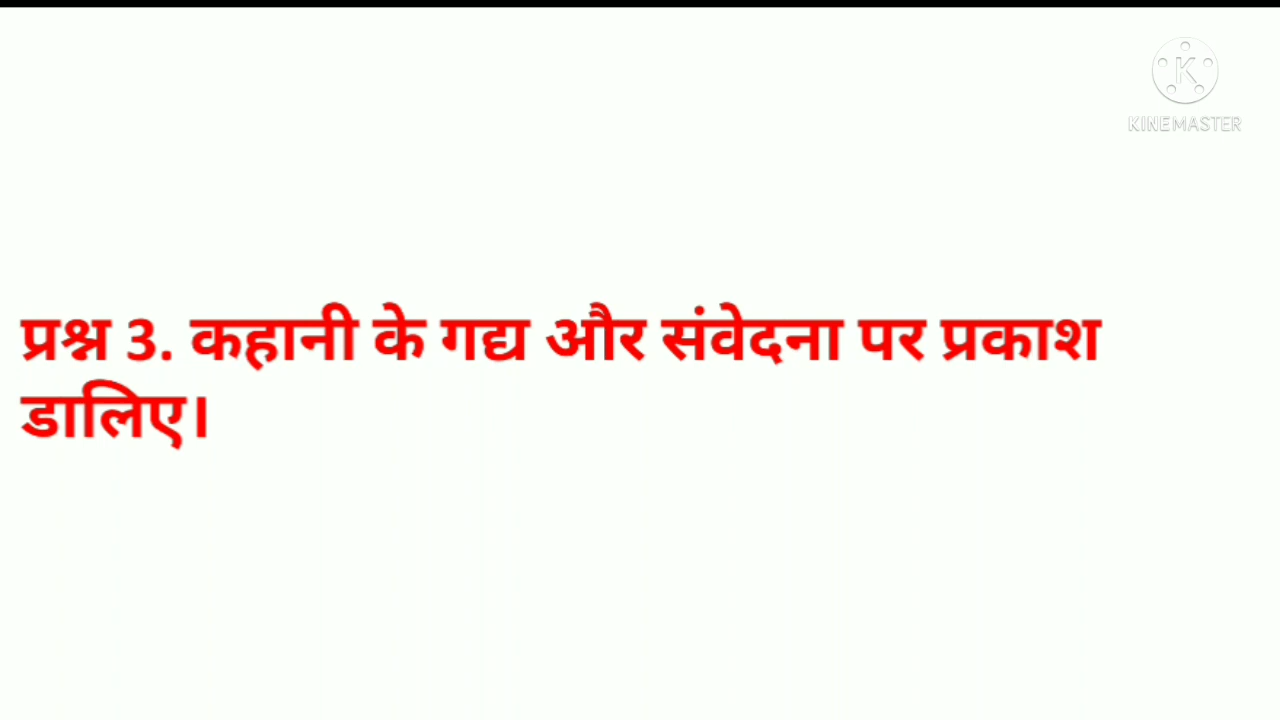 KINEMASTER
प्रश्न 3. कहानी के गद्य और संवेदना पर प्रकाश
डालिए।